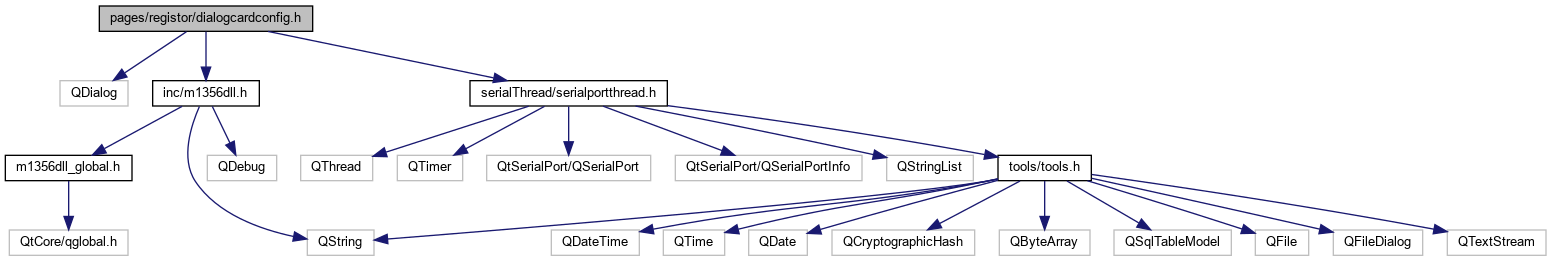 pages/registor/dialogcardconfig.h
QDialog
inc/m1356dll.h
serialThread/serialportthread.h
m1356dll_global.h
QDebug
QThread
QTimer
QtSerialPort/QSerialPort
QtSerialPort/QSerialPortInfo
QStringList
tools/tools.h
QtCore/qglobal.h
QString
QDateTime
QTime
QDate
QCryptographicHash
QByteArray
QSqlTableModel
QFile
QFileDialog
QTextStream